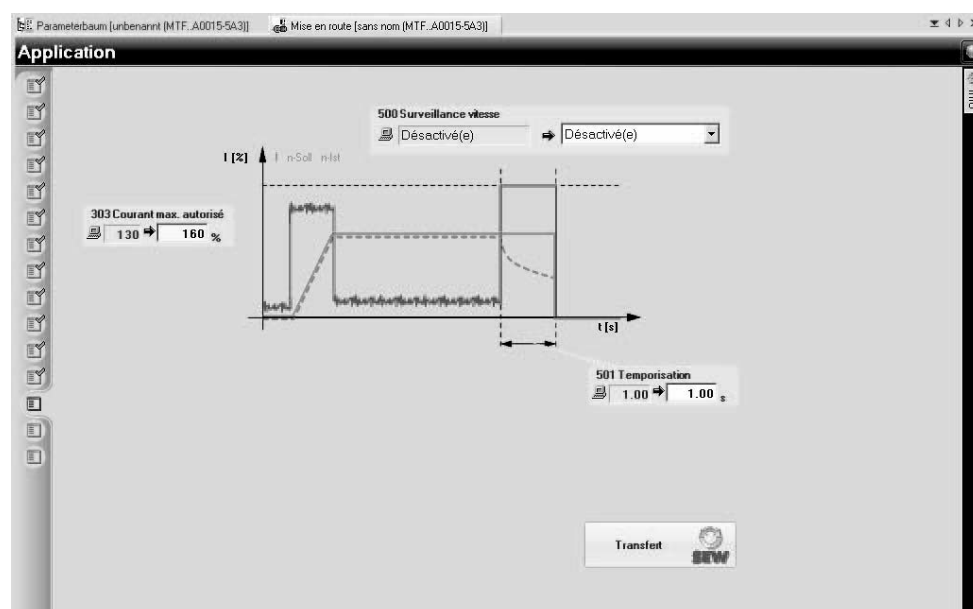 Parameterbaum [unbenannt (MTF..A0015-5A3)]
Mise en route [sans nom (MTF..A0015-5A3)]
Application
500 Surveillance vitesse
Désactivé(e)
Désactivé(e)
I [%]
I n-Soll n-Ist
303 Courant max. autorisé
130
160 %
t [s]
501 Temporisation
1.00
1.00 s
Transfert
SEW